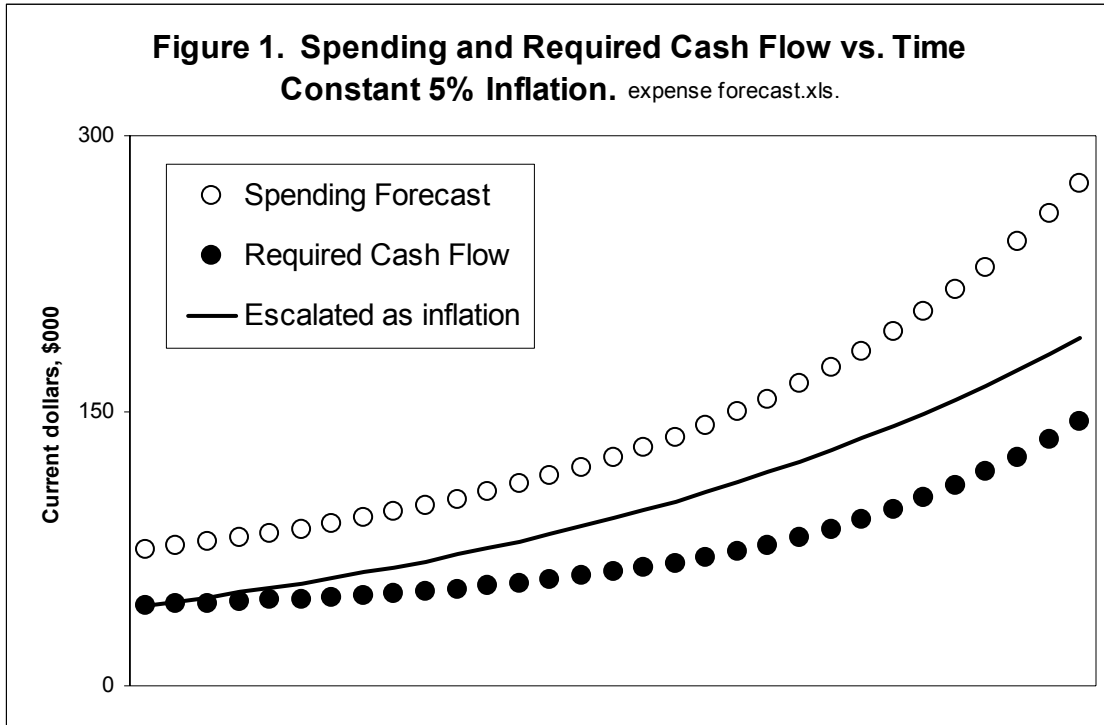 Figure 1.  Spending and Required Cash Flow vs. Time
Constant 5% Inflation. expense forecast.xls.
300
Spending Forecast
Required Cash Flow
Escalated as inflation
150
Current dollars, $000
0